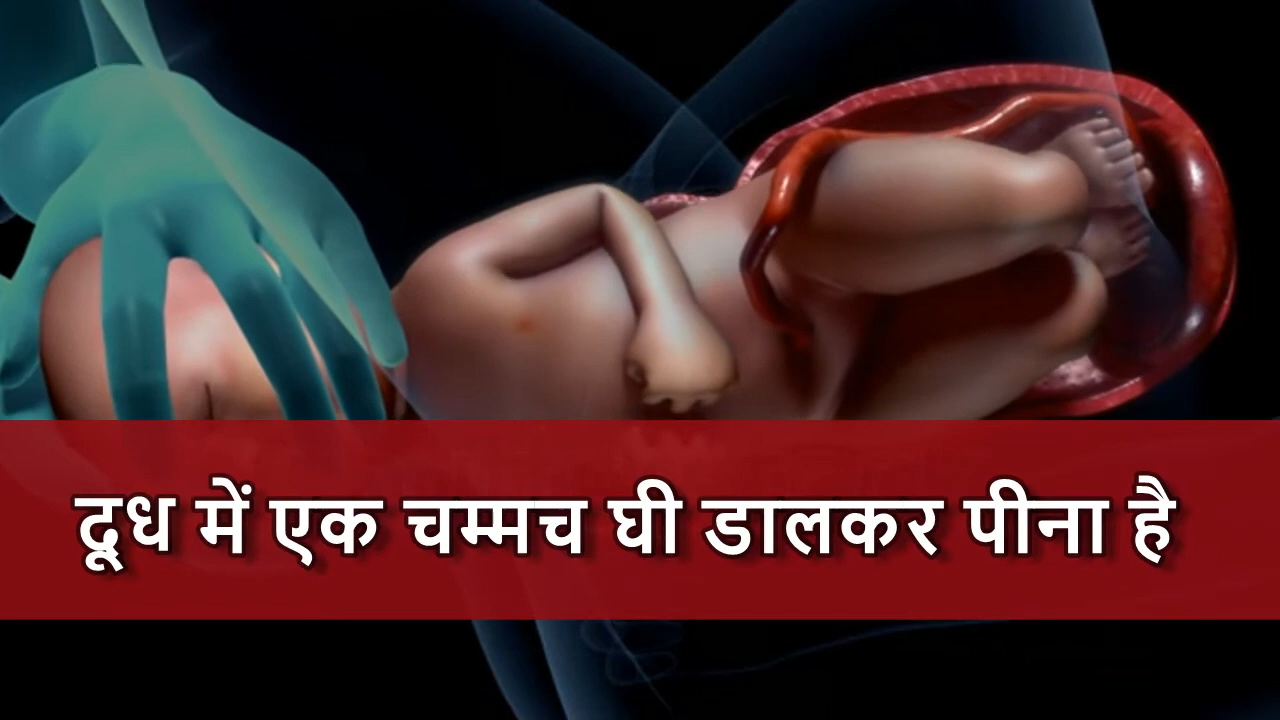 दूध में एक चम्मच घी डालकर पीना है